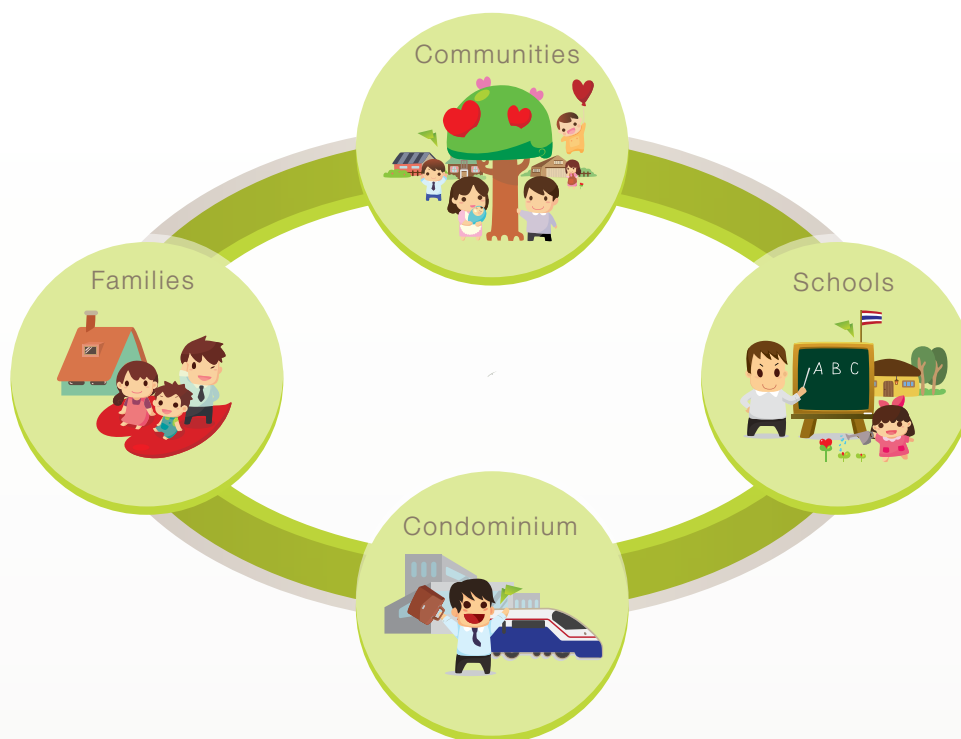 Communities
Families
Schools
A B C
Condominium